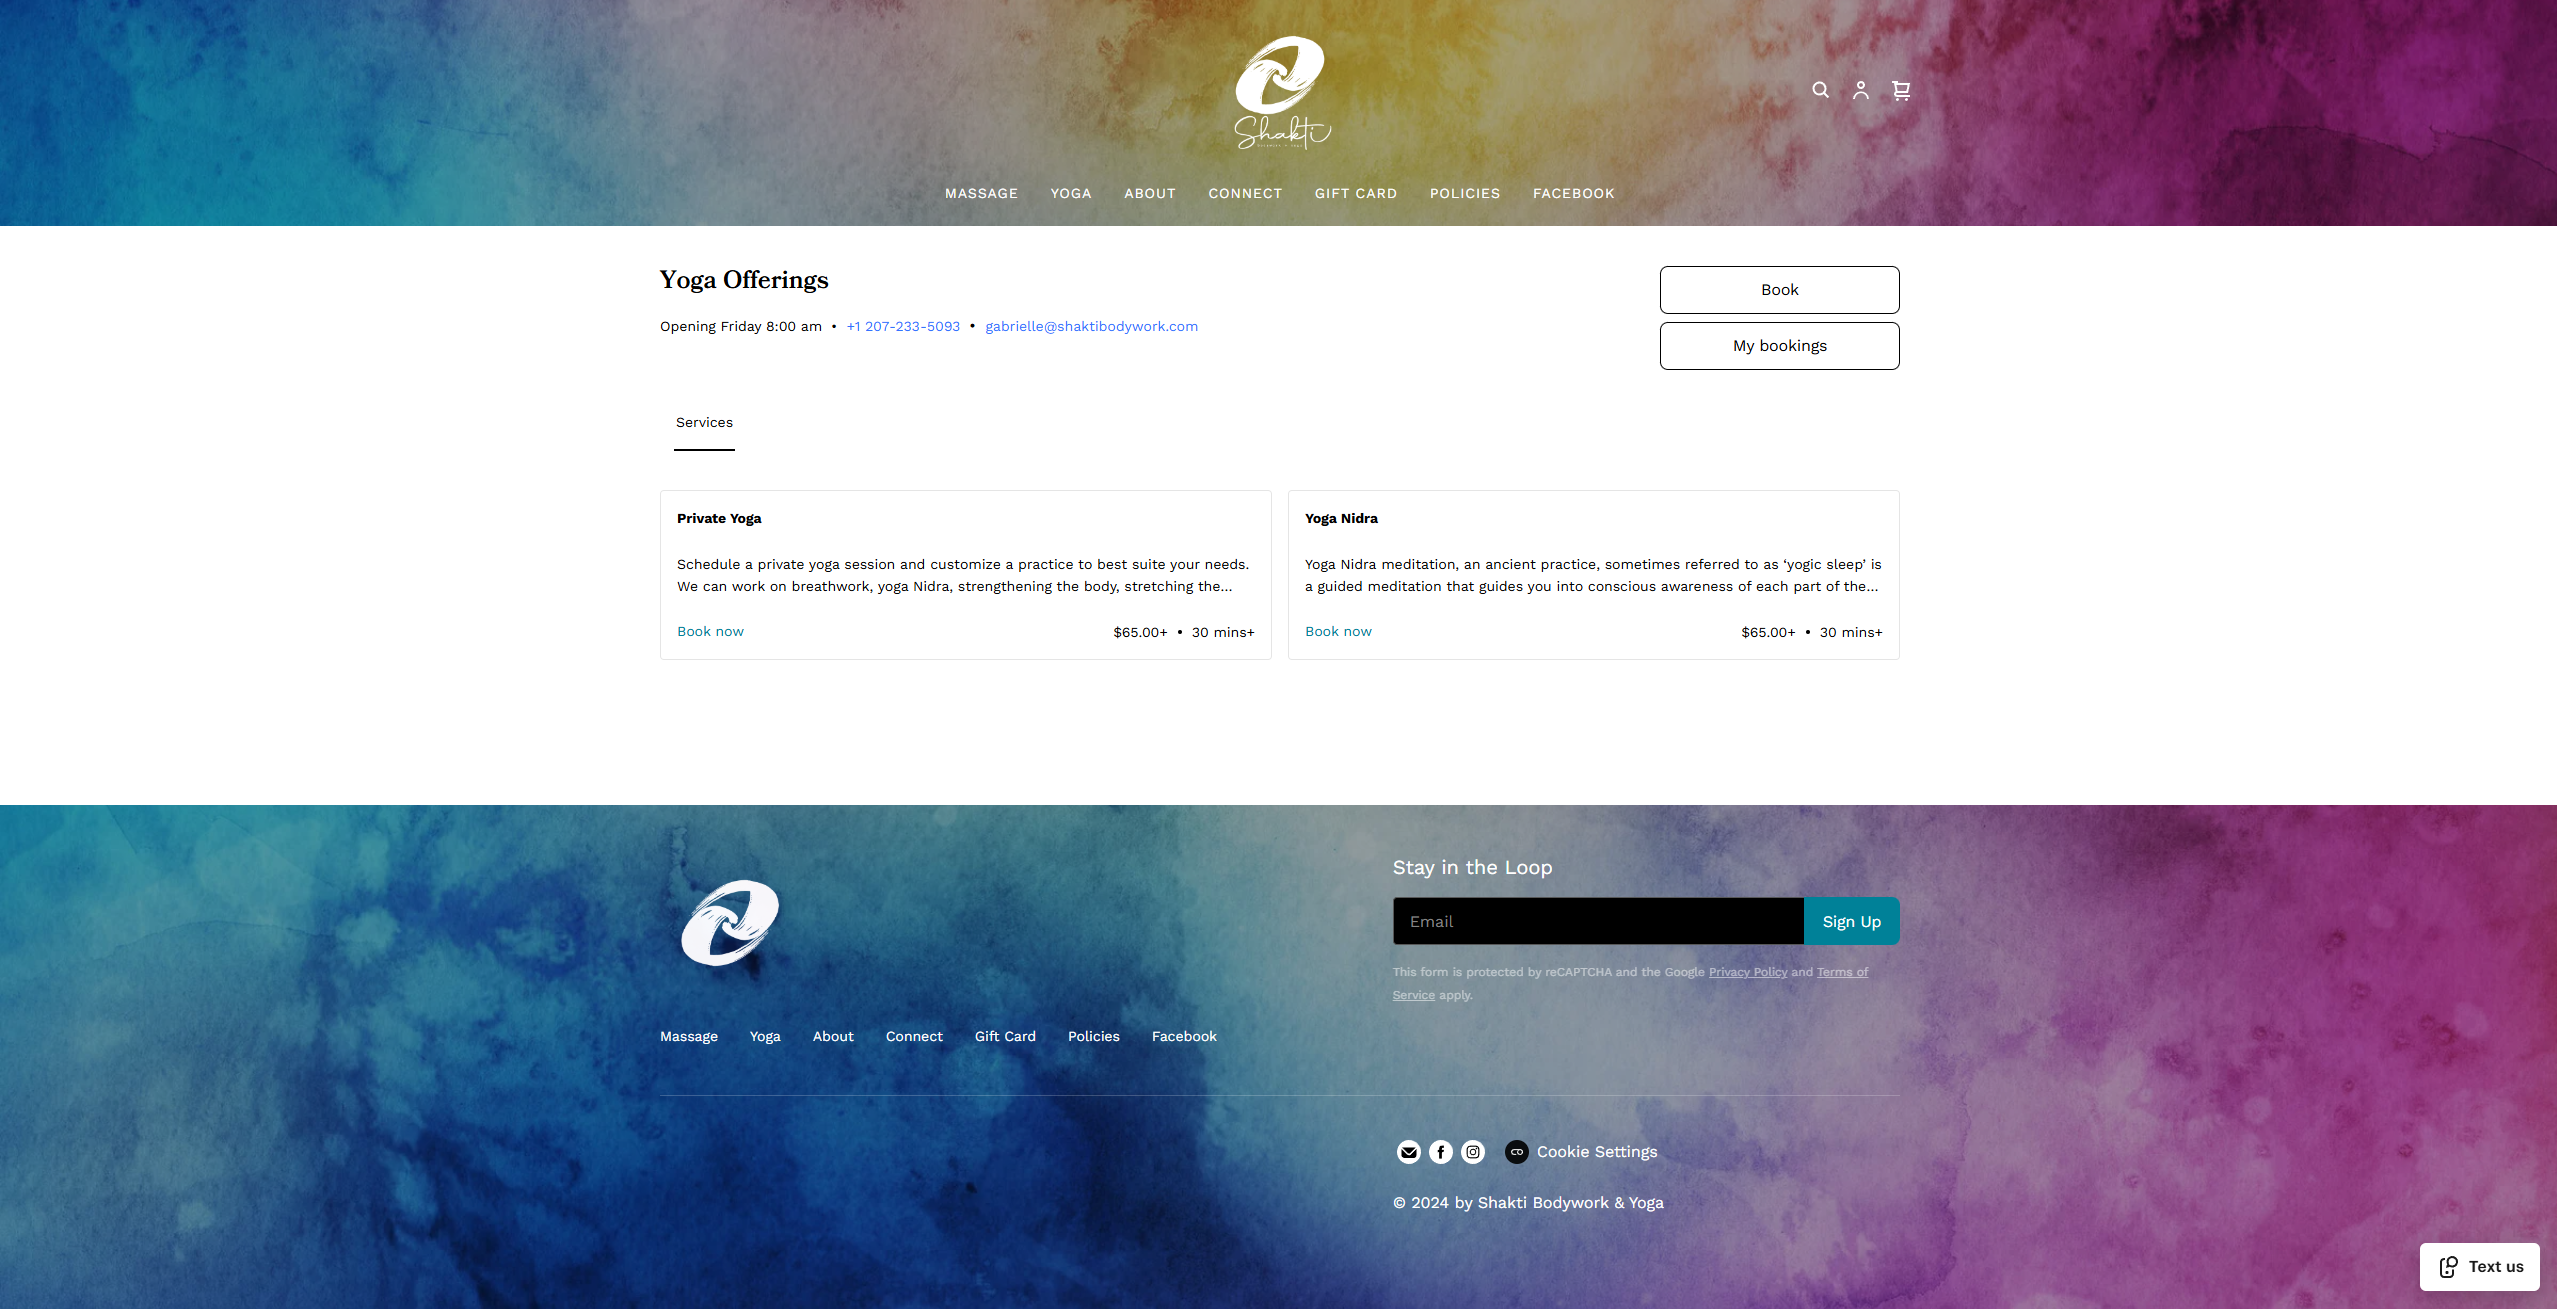 Shakti
MASSAGE YOGA ABOUT CONNECT GIFT CARD POLICIES FACEBOOK
Yoga Offerings
Opening Friday 8:00 am • +1 207-233-5093 • gabrielle@shaktibodywork.com
Book
My bookings
Services
Private Yoga
Schedule a private yoga session and customize a practice to best suite your needs.
We can work on breathwork, yoga Nidra, strengthening the body, stretching the...
Book now
$65.00+ • 30 mins+
Yoga Nidra
Yoga Nidra meditation, an ancient practice, sometimes referred to as ‘yogic sleep’ is
a guided meditation that guides you into conscious awareness of each part of the...
Book now
$65.00+ • 30 mins+
Stay in the Loop
Email
Sign Up
This form is protected by reCAPTCHA and the Google Privacy Policy and Terms of
Service apply.
Massage Yoga About Connect Gift Card Policies Facebook
Cookie Settings
© 2024 by Shakti Bodywork & Yoga
Text us